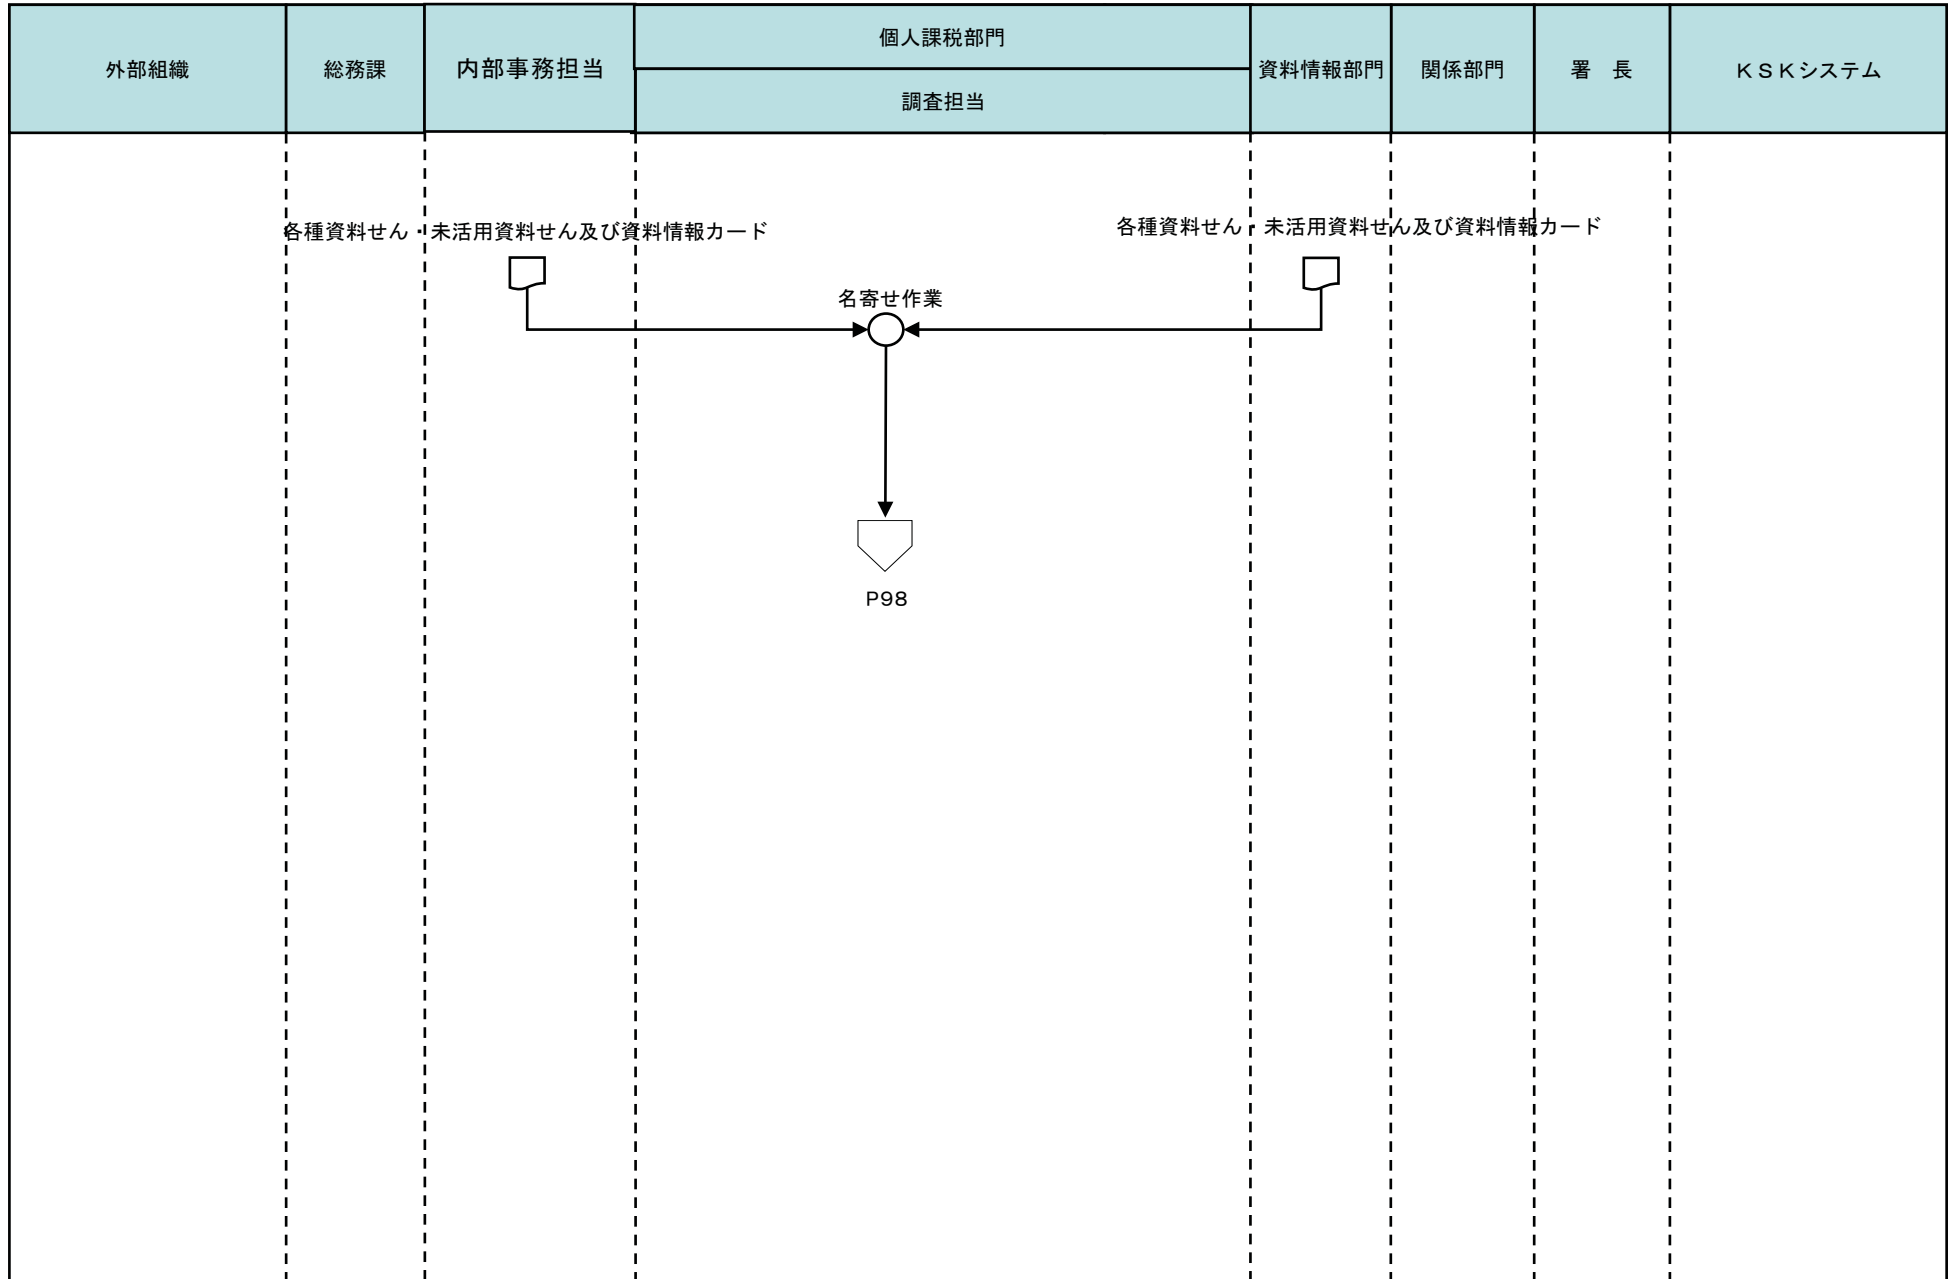 外部組織
総務課
内部事務担当
個人課税部門
調査担当
資料情報部門
関係部門
署　長
ＫＳＫシステム
各種資料せん・未活用資料せん及び資料情報カード
各種資料せん・未活用資料せん及び資料情報カード
名寄せ作業
P98